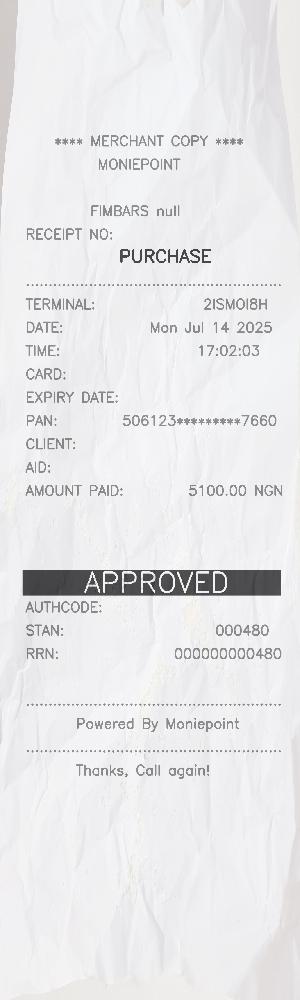 **** MERCHANT COPY ****
MONIEPOINT
FIMBARS null
RECEIPT NO:
PURCHASE
TERMINAL: 2ISMOI8H
DATE: Mon Jul 14 2025
TIME: 17:02:03
CARD:
EXPIRY DATE:
PAN: 506123*********7660
CLIENT:
AID:
AMOUNT PAID: 5100.00 NGN
APPROVED
AUTHCODE:
STAN: 000480
RRN: 000000000480
Powered By Moniepoint
Thanks, Call again!